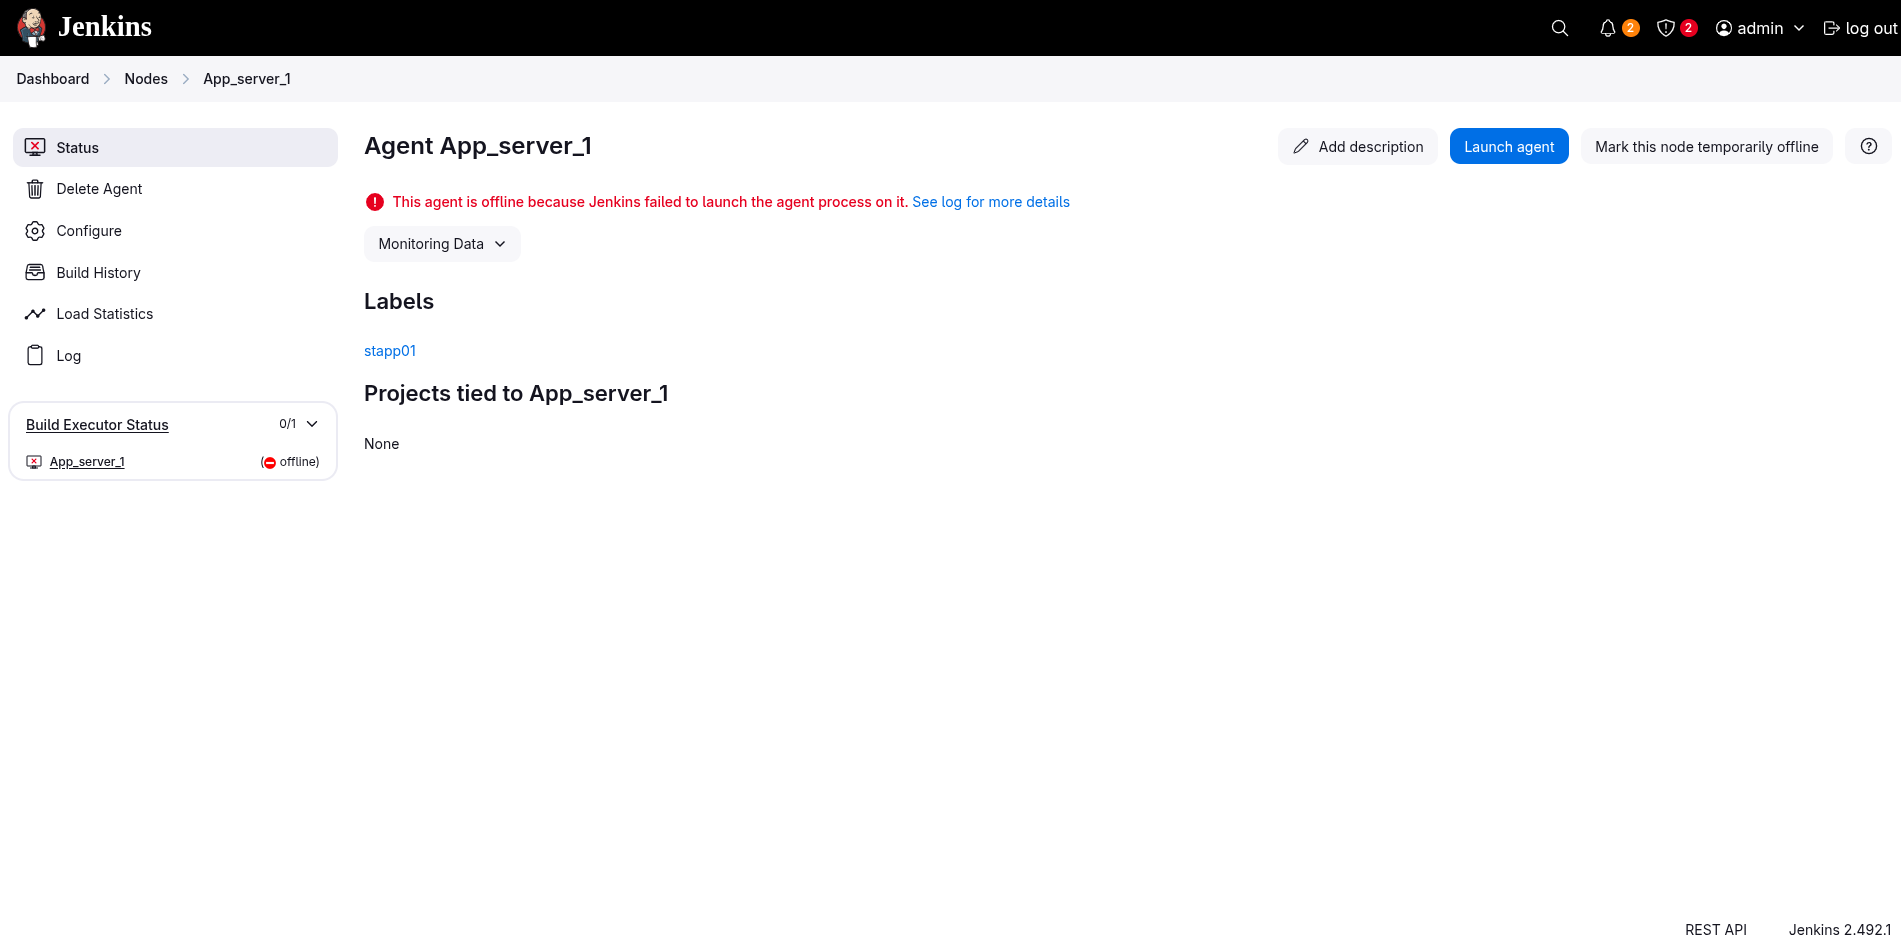 Jenkins
2
2
admin
log out
Dashboard
Nodes
App_server_1
Status
Delete Agent
Configure
Build History
Load Statistics
Log
Build Executor Status
0/1
App_server_1
(offline)
Agent App_server_1
Add description
Launch agent
Mark this node temporarily offline
This agent is offline because Jenkins failed to launch the agent process on it. See log for more details
Monitoring Data
Labels
stapp01
Projects tied to App_server_1
None
REST API
Jenkins 2.492.1